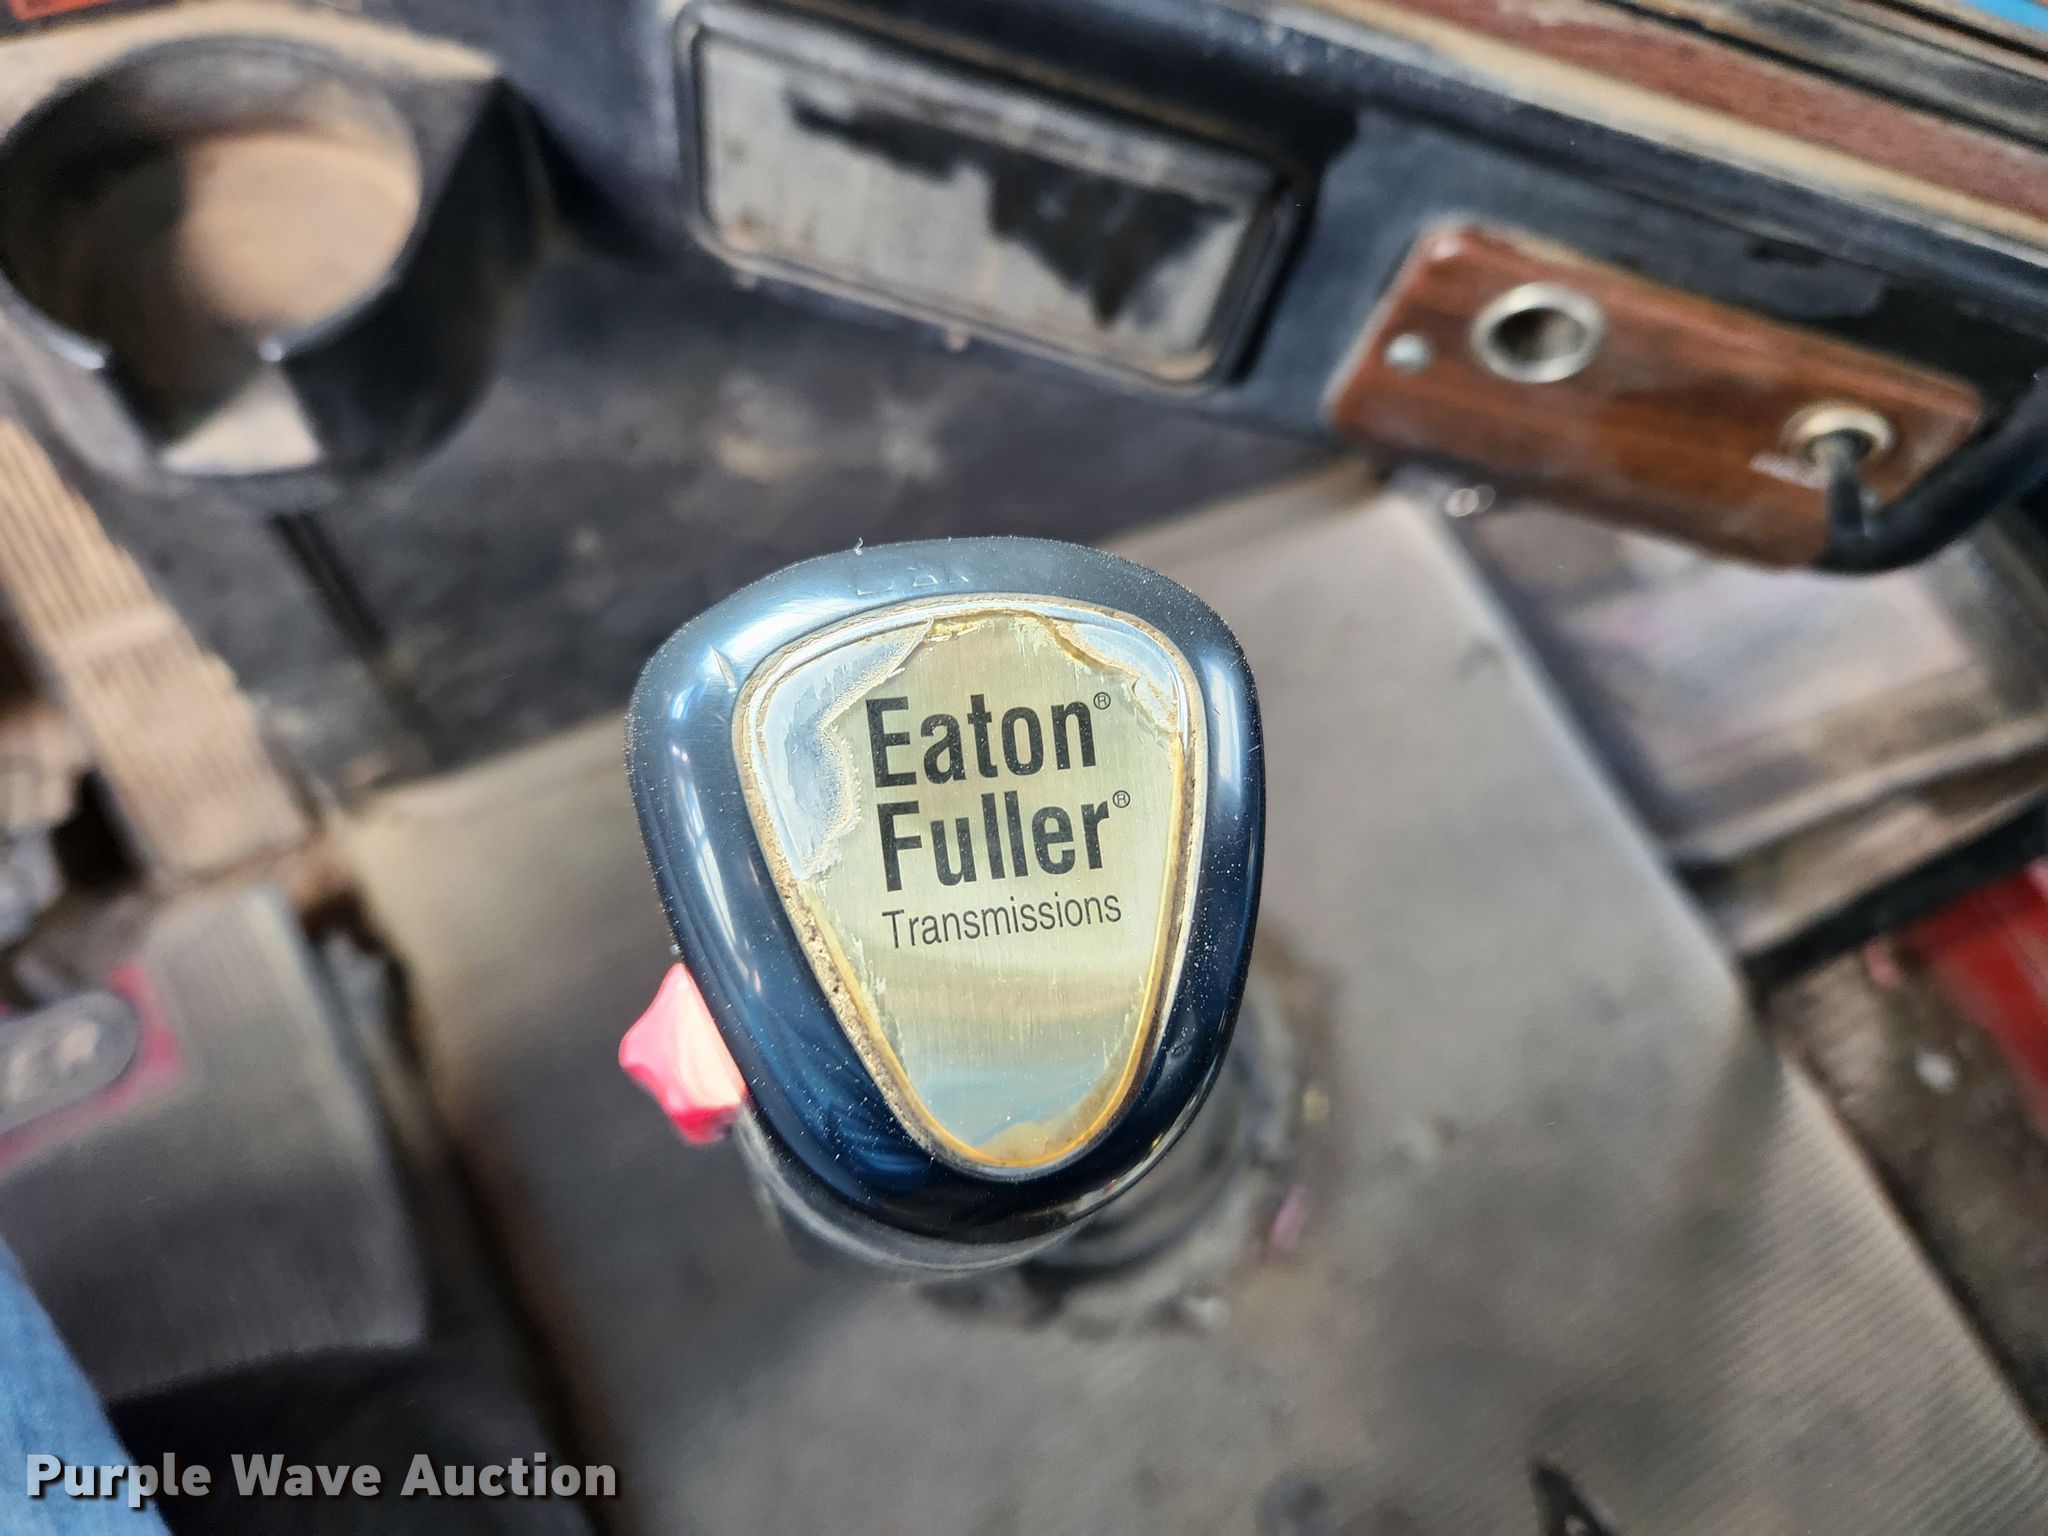 Eaton®
Fuller®
Transmissions
Purple Wave Auction